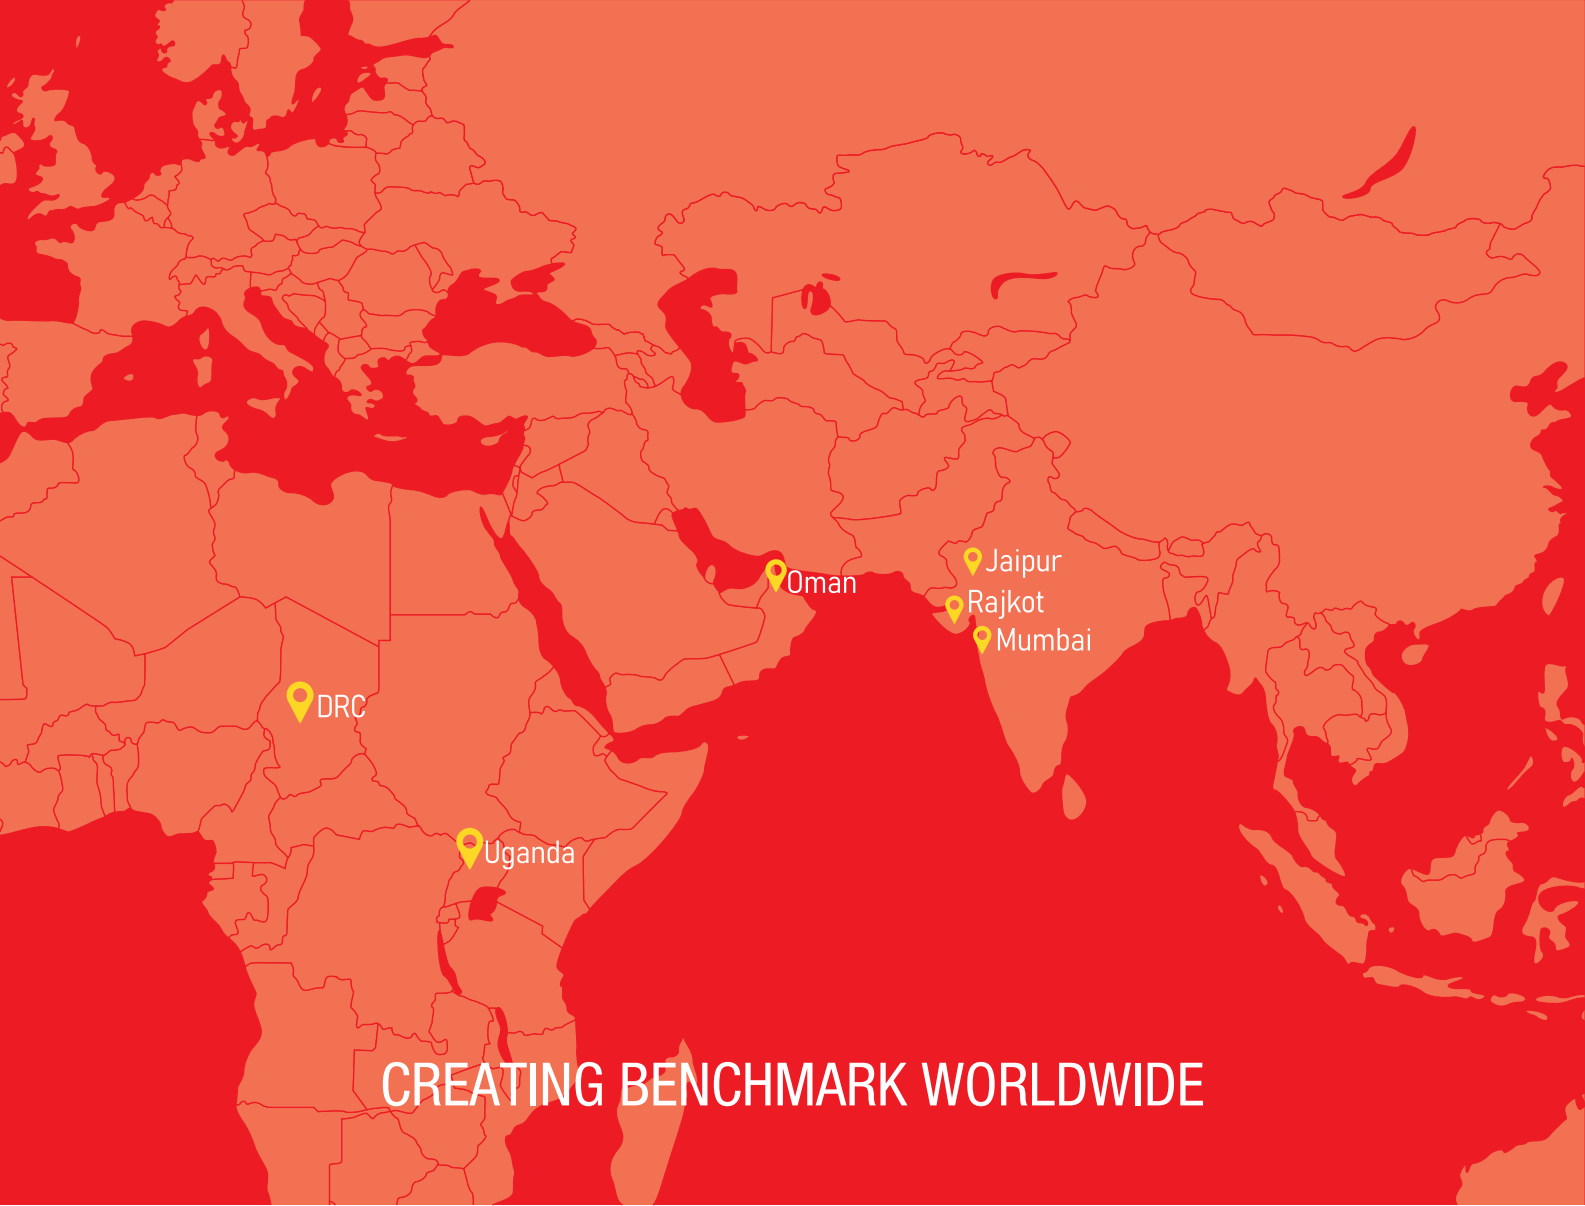 Jaipur
Oman
Rajkot
Mumbai
DRC
Uganda
CREATING BENCHMARK WORLDWIDE